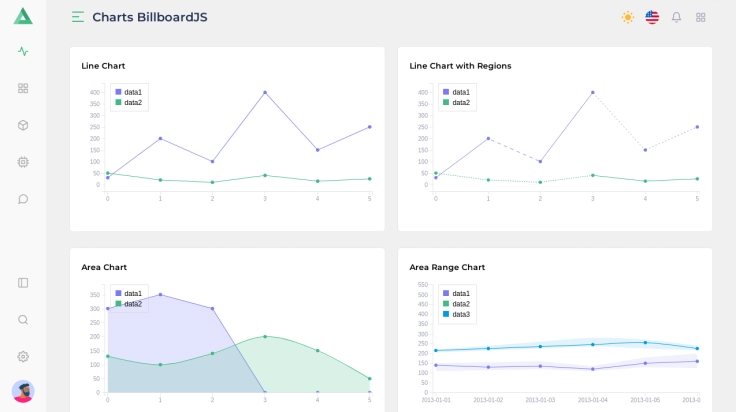 Charts BillboardJS
Line Chart
data1
data2
400
350
300
250
200
150
100
50
0
0 1 2 3 4 5
Line Chart with Regions
data1
data2
400
350
300
250
200
150
100
50
0
0 1 2 3 4 5
Area Chart
data1
data2
350
300
250
200
150
100
50
0
0 1 2 3 4 5
Area Range Chart
data1
data2
data3
550
500
450
400
350
300
250
200
150
100
50
0
2013-01-01 2013-01-02 2013-01-03 2013-01-04 2013-01-05 2013-0